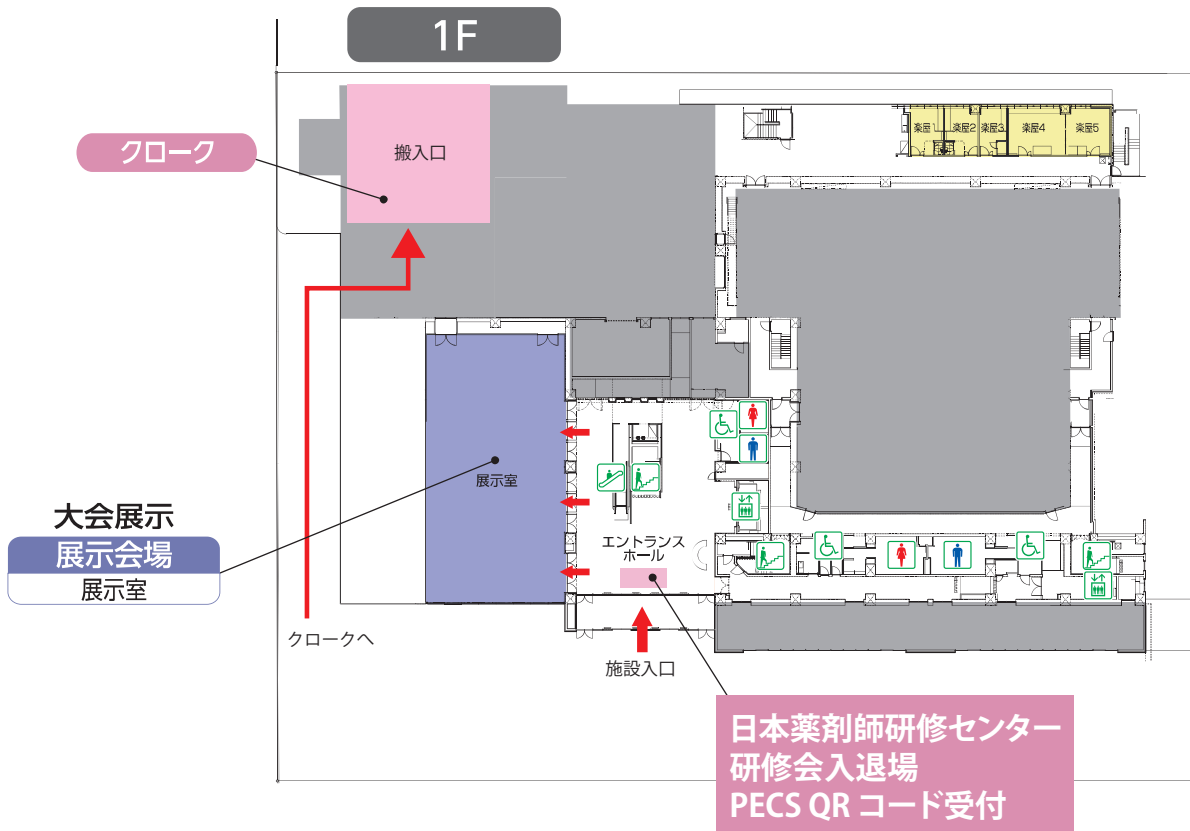 1F
クローク
搬入口
楽屋1
楽屋2
楽屋3
楽屋4
楽屋5
展示室
大会展示
展示会場
展示室
エントランス
ホール
クロークへ
施設入口
日本薬剤師研修センター
研修会入退場
PECS QR コード受付